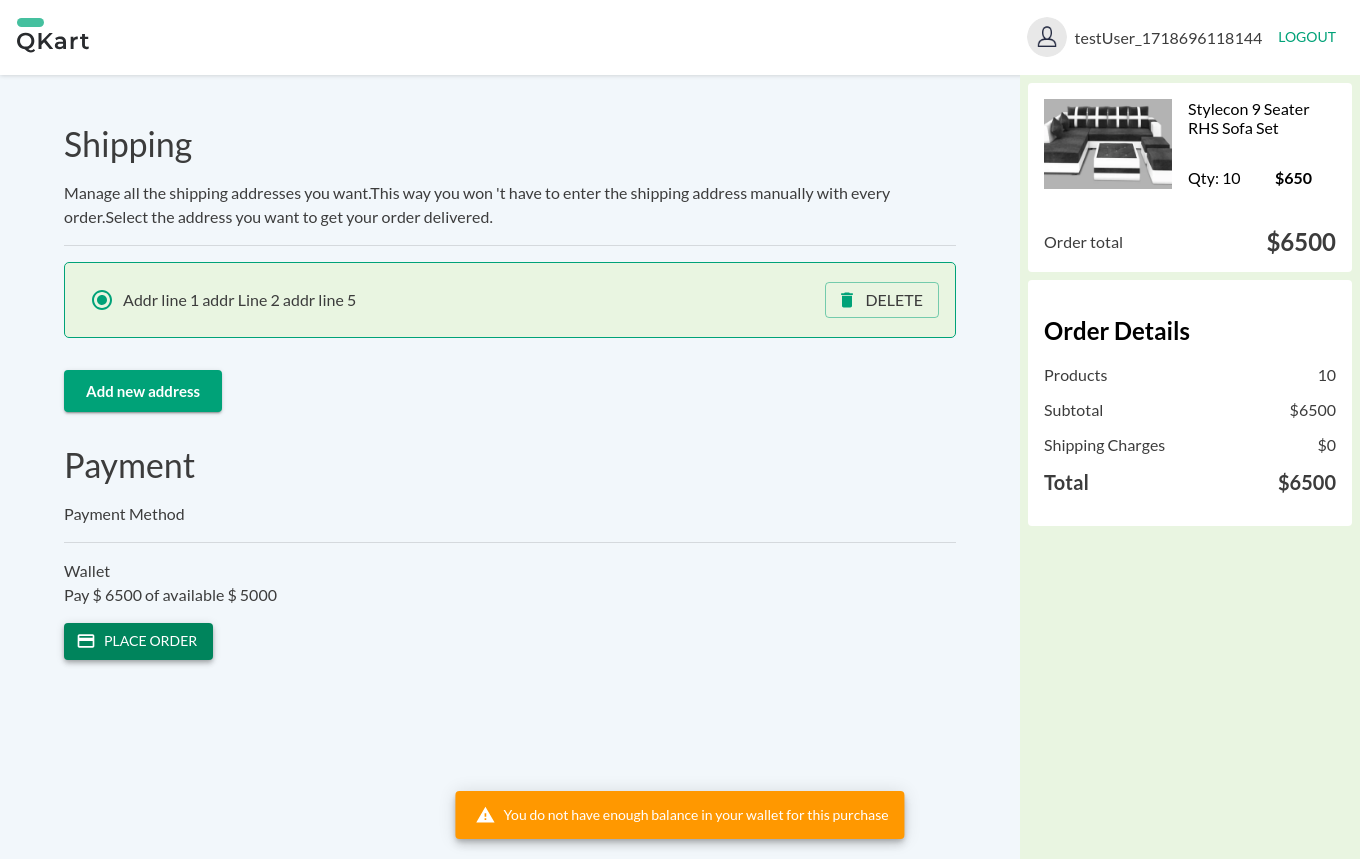 QKart
testUser_1718696118144
LOGOUT
Shipping
Manage all the shipping addresses you want.This way you won 't have to enter the shipping address manually with every
order.Select the address you want to get your order delivered.
Addr line 1 addr Line 2 addr line 5
DELETE
Add new address
Payment
Payment Method
Wallet
Pay $ 6500 of available $ 5000
PLACE ORDER
Stylecon 9 Seater
RHS Sofa Set
Qty: 10 $650
Order total $6500
Order Details
Products 10
Subtotal $6500
Shipping Charges $0
Total $6500
You do not have enough balance in your wallet for this purchase